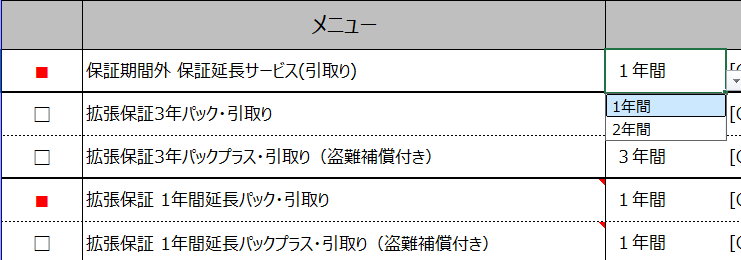 メニュー
■ 保証期間外 保証延長サービス(引取り) １年間
1年間
2年間
□ 拡張保証3年パック・引取り
□ 拡張保証3年パックプラス・引取り（盗難補償付き） ３年間
■ 拡張保証 1年間延長パック・引取り １年間
□ 拡張保証 1年間延長パックプラス・引取り（盗難補償付き） １年間